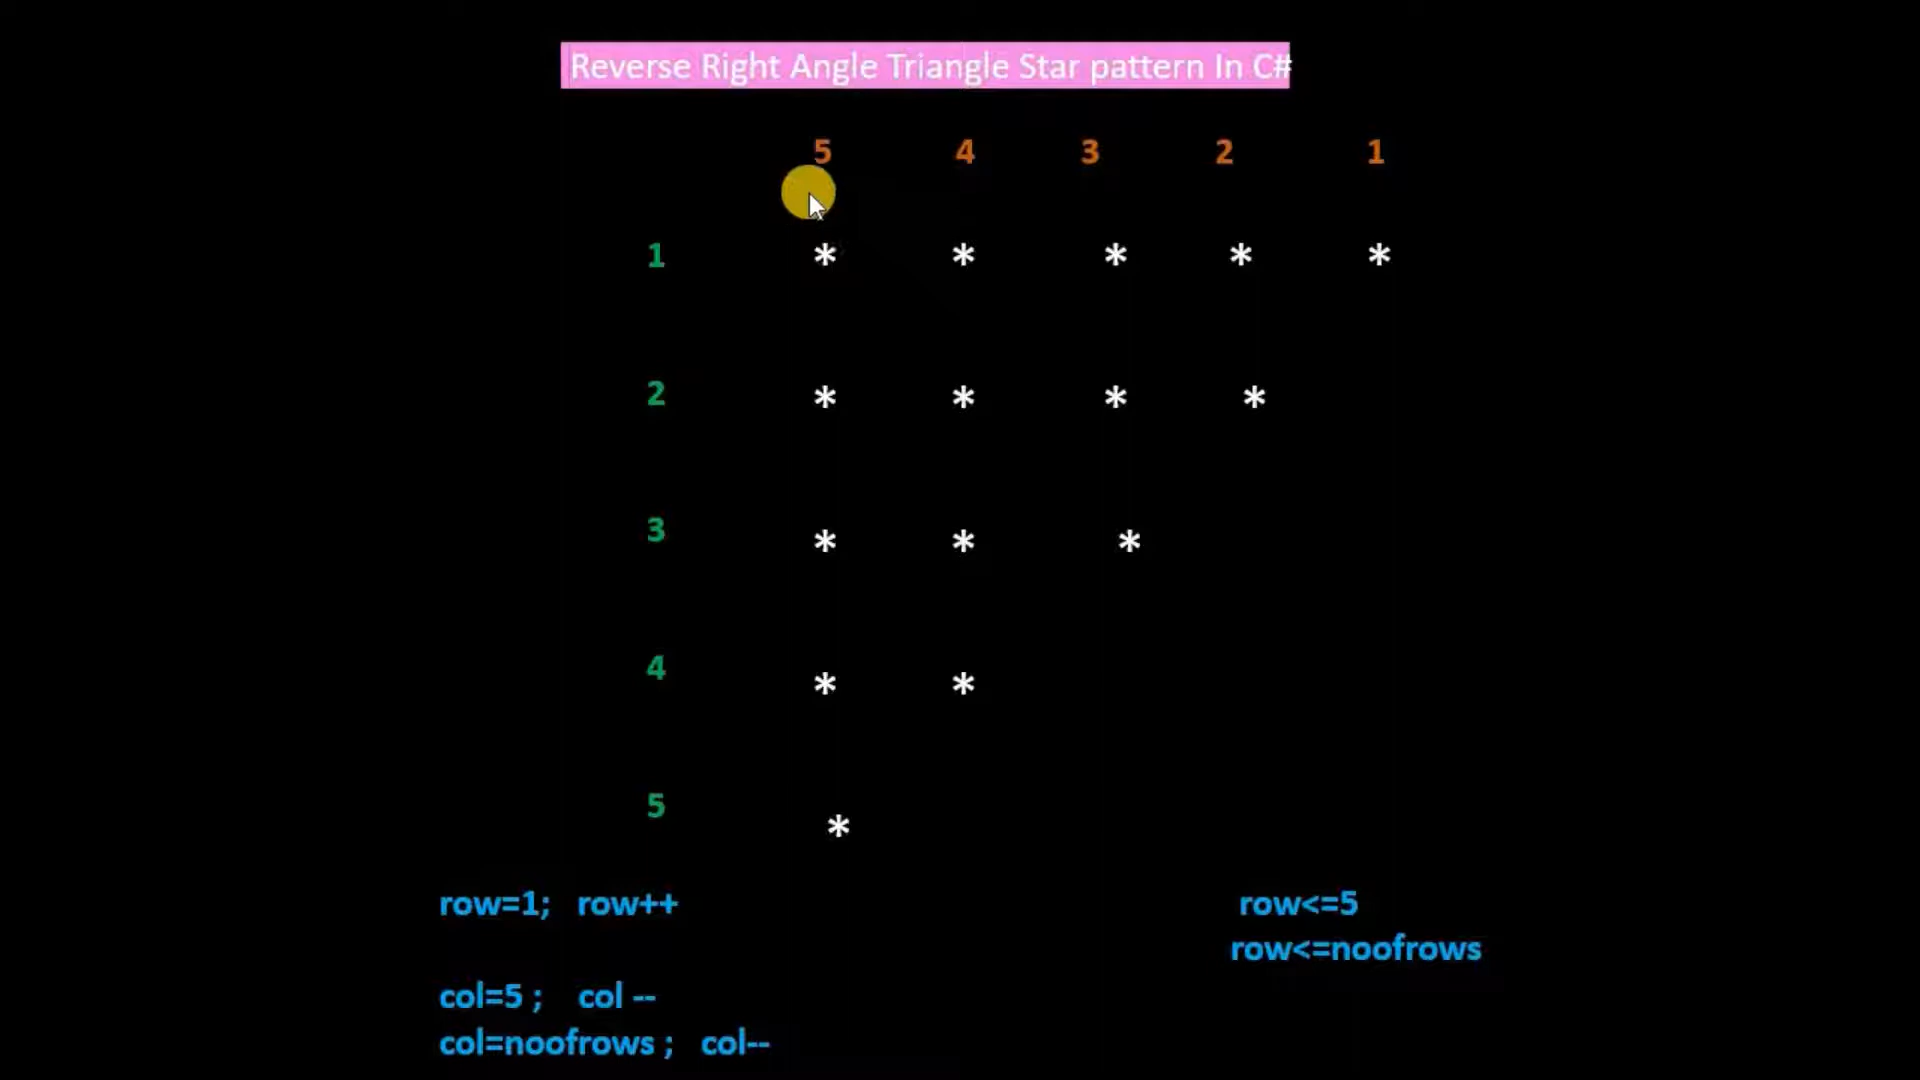 Reverse Right Angle Triangle Star pattern In C#
5 4 3 2 1
1 * * * * *
2 * * * *
3 * * *
4 * *
5 *
row=1; row++ row<=5
row<=noofrows
col=5 ; col --
col=noofrows ; col--